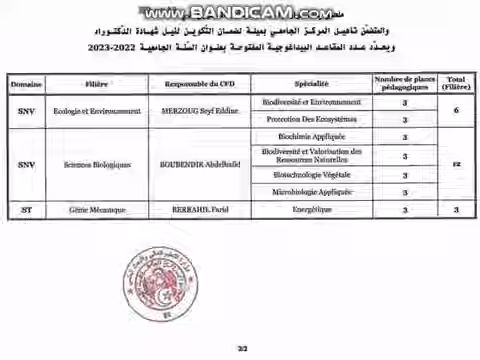 www.BANDICAM.com
والمتضمن تأهيل المركز الجامعي بميلة لضمان التكوين لنيل شهادة الدكتوراه
ويحدد عدد المقاعد البيداغوجية المفتوحة بعنوان السنة الجامعية 2022-2023
Domaine Filière Responsable du CFD Spécialité Nombre de places pédagogiques Total (Filière)
SNV Ecologie et Environnement MERZOUG Seyf Eddine Biodiversité et Environnement 3 6
Protection Des Ecosystèmes 3
SNV Sciences Biologiques BOUBENDIR Abdelhafid Biochimie Appliquée 3 12
Biodiversité et Valorisation des Ressources Naturelles 3
Biotechnologie Végétale 3
Microbiologie Appliquée 3
ST Génie Mécanique BERKAHIL Farid Energétique 3 3
2/2